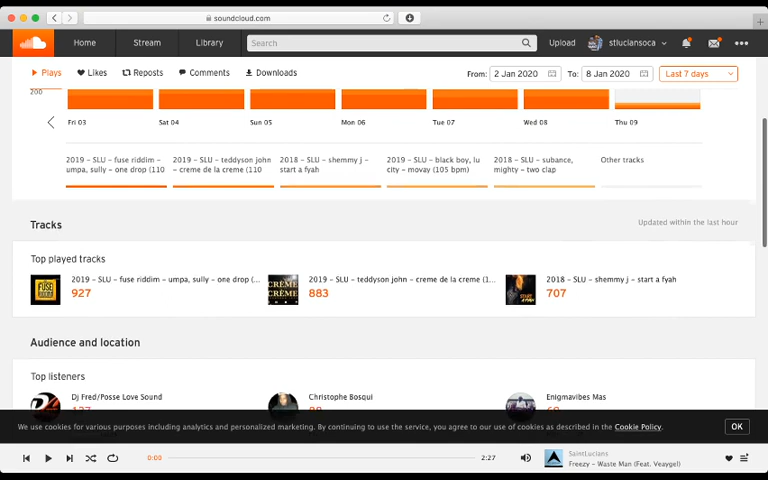 soundcloud.com
Home
Stream
Library
Search
Upload
stluciansoca
Plays
Likes
Reposts
Comments
Downloads
From: 2 Jan 2020
To: 8 Jan 2020
Last 7 days
200
Fri 03
Sat 04
Sun 05
Mon 06
Tue 07
Wed 08
Thu 09
2019 – SLU – fuse riddim –
umpa, sully – one drop (110
2019 – SLU – teddyson john
– creme de la creme (110
2018 – SLU – shemmy j –
start a fyah
2019 – SLU – black boy, lu
city – movay (105 bpm)
2018 – SLU – subance,
mighty – two clap
Other tracks
Tracks
Updated within the last hour
Top played tracks
2019 – SLU – fuse riddim – umpa, sully – one drop (...
927
2019 – SLU – teddyson john – creme de la creme (1...
883
2018 – SLU – shemmy j – start a fyah
707
Audience and location
Top listeners
Dj Fred/Posse Love Sound
Christophe Bosqui
Enigmavibes Mas
We use cookies for various purposes including analytics and personalized marketing. By continuing to use the service, you agree to our use of cookies as described in the Cookie Policy.
OK
0:00
2:27
SaintLucians
Freezy – Waste Man (Feat. Veaygel)